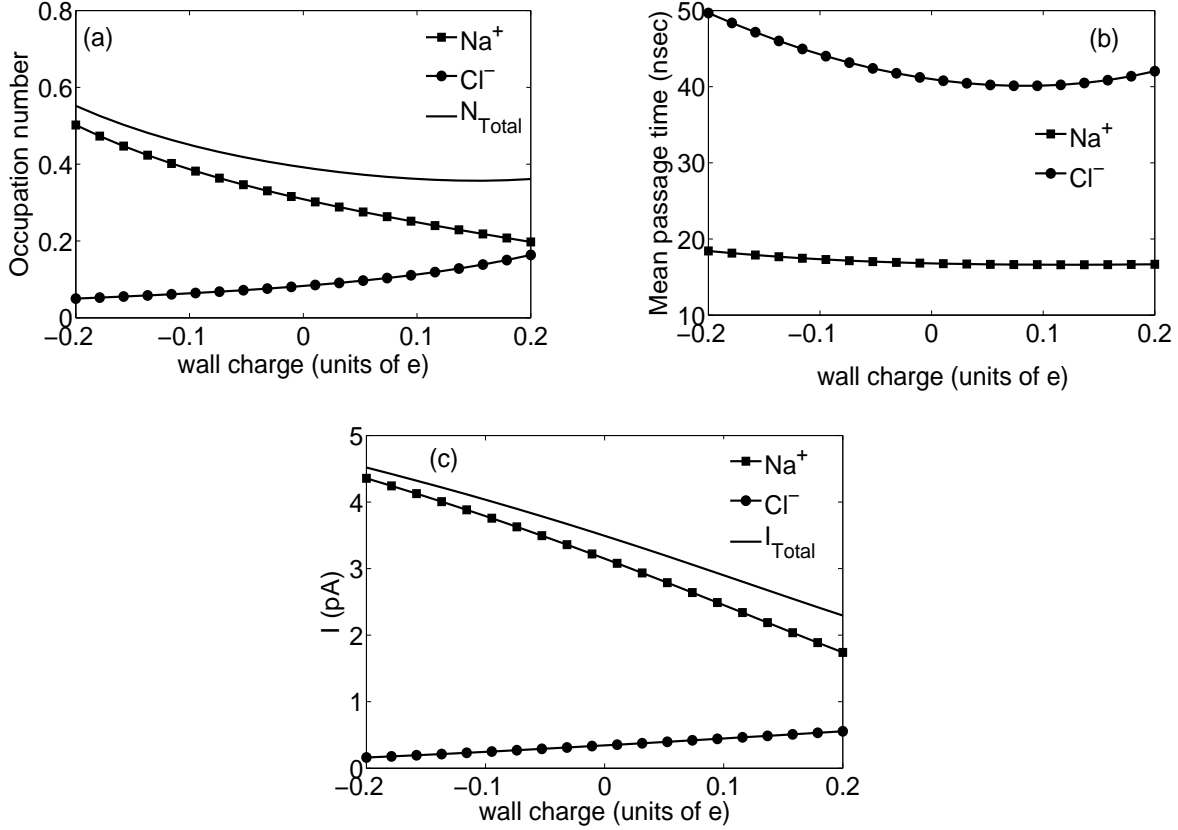 (a)
Na⁺
Cl⁻
N_Total
Occupation number
0.8
0.6
0.4
0.2
0
−0.2 −0.1 0 0.1 0.2
wall charge (units of e)
(b)
Na⁺
Cl⁻
Mean passage time (nsec)
50
40
30
20
10
−0.2 −0.1 0 0.1 0.2
wall charge (units of e)
(c)
Na⁺
Cl⁻
I_Total
I (pA)
5
4
3
2
1
0
−0.2 −0.1 0 0.1 0.2
wall charge (units of e)